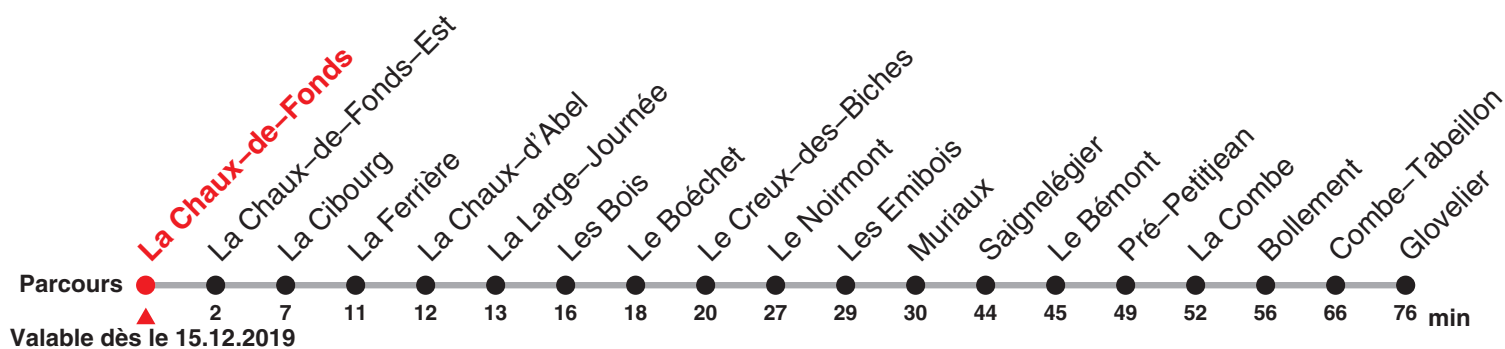 La Chaux–de–Fonds
La Chaux–de–Fonds–Est
La Cibourg
La Ferrière
La Chaux–d'Abel
La Large–Journée
Les Bois
Le Boéchet
Le Creux–des–Biches
Le Noirmont
Les Emibois
Muriaux
Saignelégier
Le Bémont
Pré–Petitjean
La Combe
Bollement
Combe–Tabeillon
Glovelier
Parcours
2 7 11 12 13 16 18 20 27 29 30 44 45 49 52 56 66 76 min
Valable dès le 15.12.2019